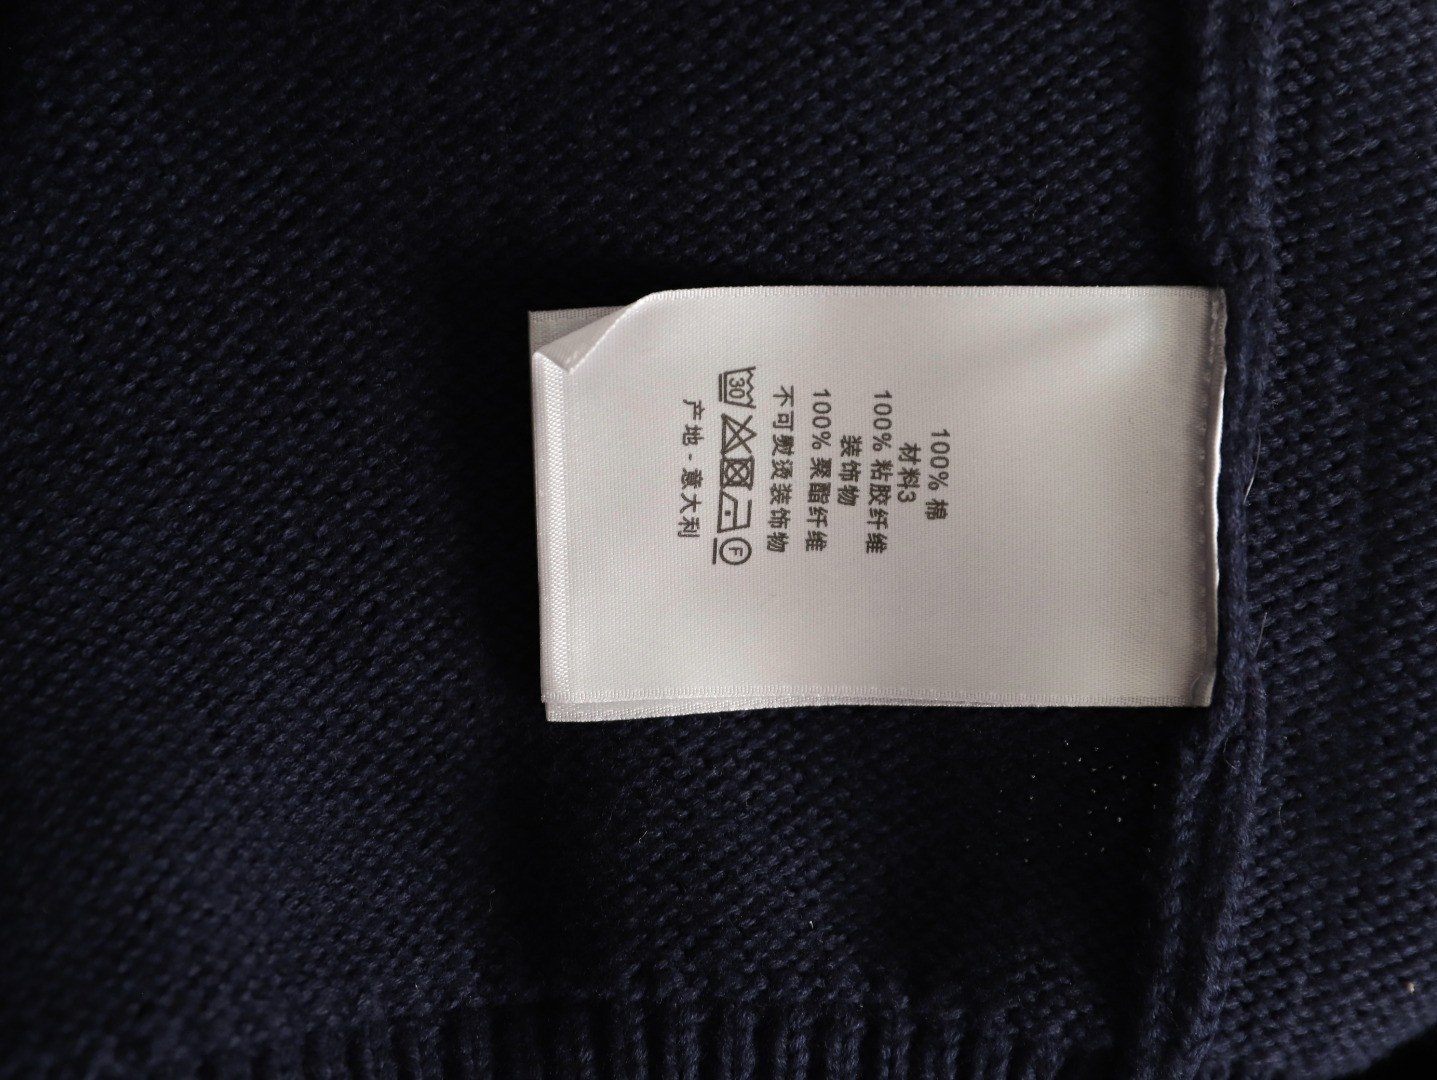 100% 棉
材料3
100% 粘胶纤维
装饰物
100% 聚酯纤维
不可熨烫装饰物
30 F
产地 - 意大利